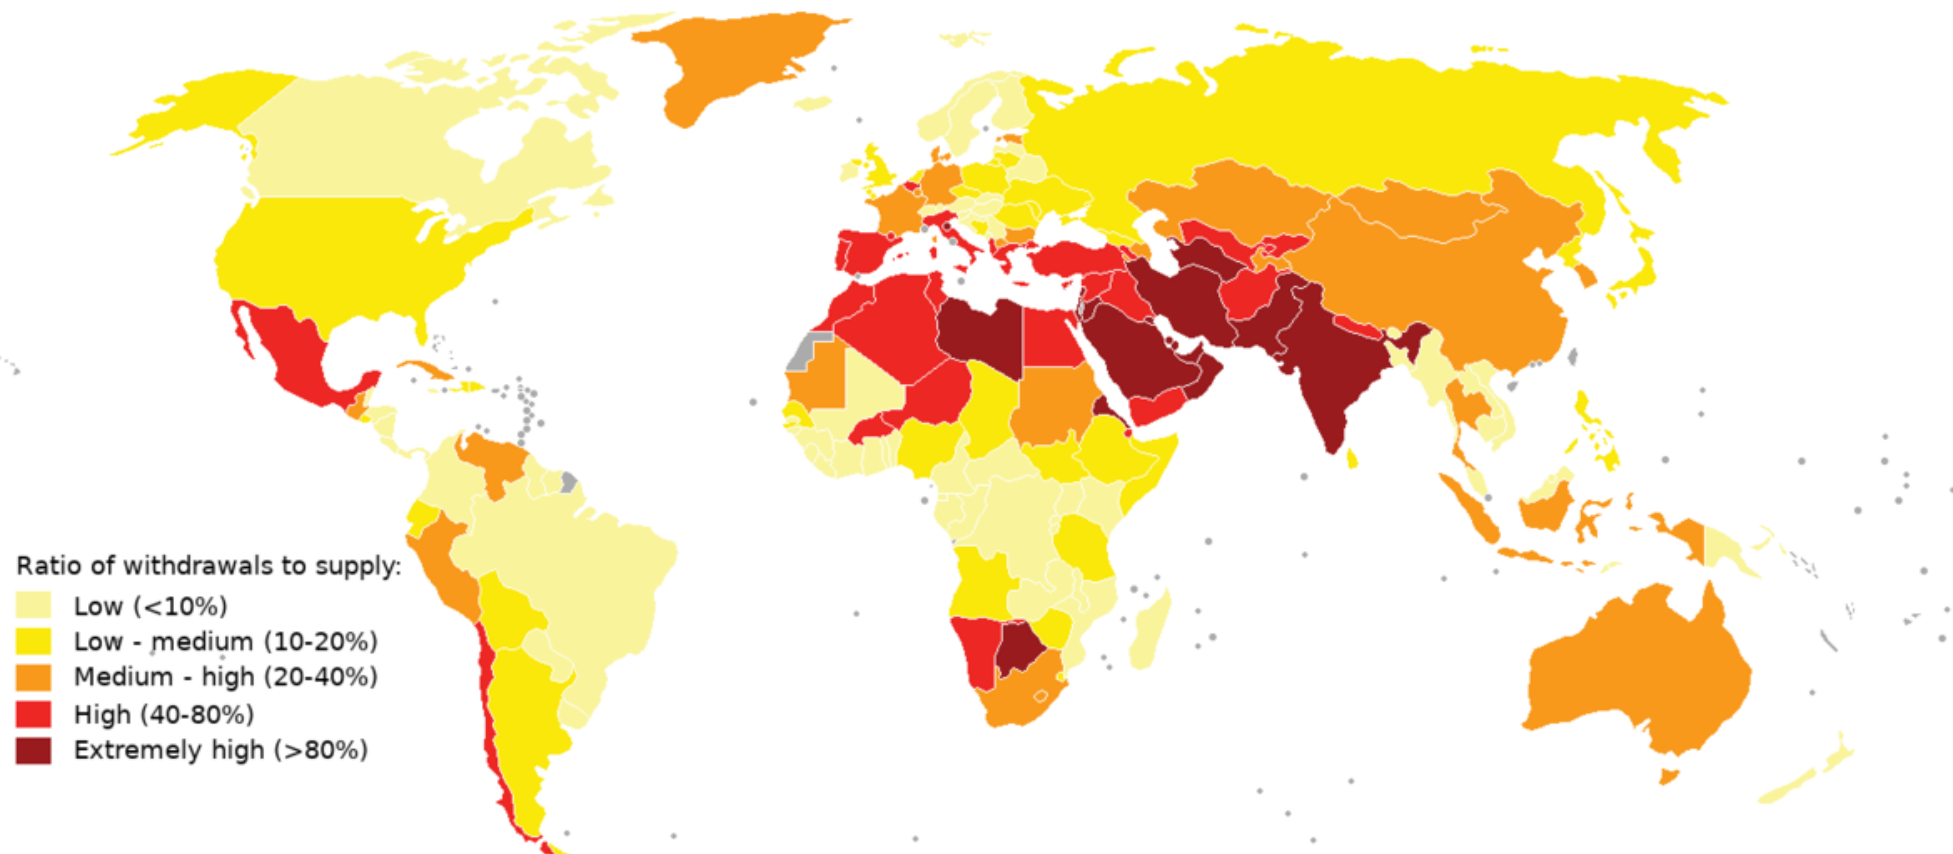 Ratio of withdrawals to supply:
Low (<10%)
Low - medium (10-20%)
Medium - high (20-40%)
High (40-80%)
Extremely high (>80%)